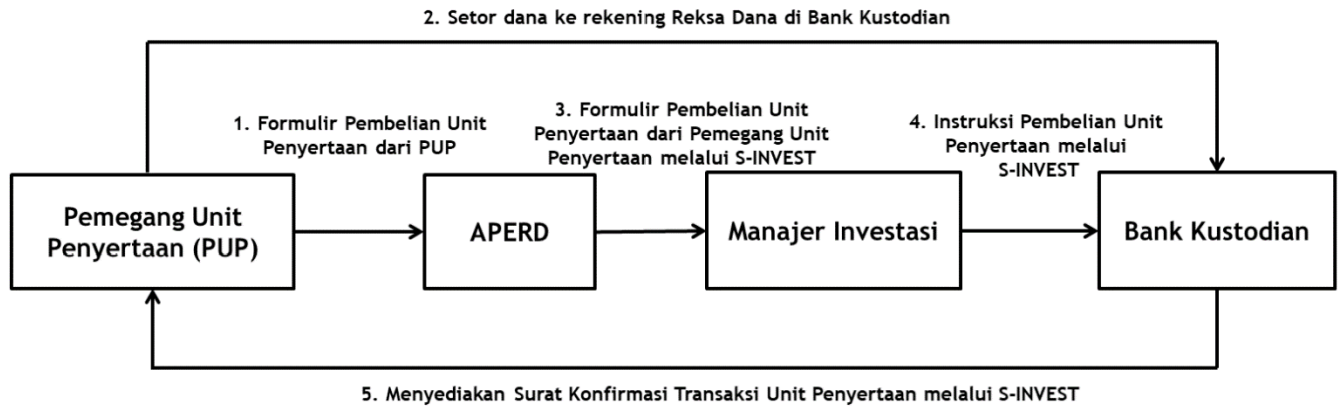 2. Setor dana ke rekening Reksa Dana di Bank Kustodian
1. Formulir Pembelian Unit
Penyertaan dari PUP
3. Formulir Pembelian Unit
Penyertaan dari Pemegang Unit
Penyertaan melalui S-INVEST
4. Instruksi Pembelian Unit
Penyertaan melalui
S-INVEST
Pemegang Unit
Penyertaan (PUP)
APERD
Manajer Investasi
Bank Kustodian
5. Menyediakan Surat Konfirmasi Transaksi Unit Penyertaan melalui S-INVEST